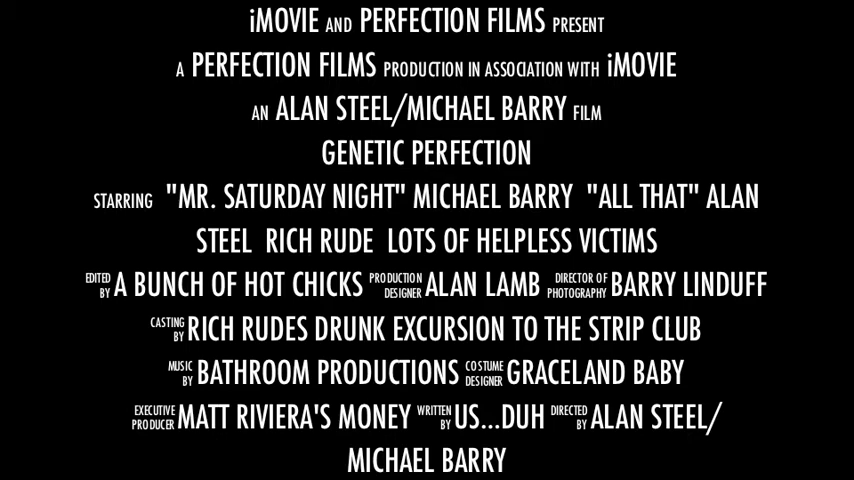 iMOVIE AND PERFECTION FILMS PRESENT
A PERFECTION FILMS PRODUCTION IN ASSOCIATION WITH iMOVIE
AN ALAN STEEL/MICHAEL BARRY FILM
GENETIC PERFECTION
STARRING "MR. SATURDAY NIGHT" MICHAEL BARRY "ALL THAT" ALAN
STEEL RICH RUDE LOTS OF HELPLESS VICTIMS
EDITED BY A BUNCH OF HOT CHICKS PRODUCTION DESIGNER ALAN LAMB DIRECTOR OF PHOTOGRAPHY BARRY LINDUFF
CASTING BY RICH RUDES DRUNK EXCURSION TO THE STRIP CLUB
MUSIC BY BATHROOM PRODUCTIONS COSTUME DESIGNER GRACELAND BABY
EXECUTIVE PRODUCER MATT RIVIERA'S MONEY WRITTEN BY US...DUH DIRECTED BY ALAN STEEL/
MICHAEL BARRY